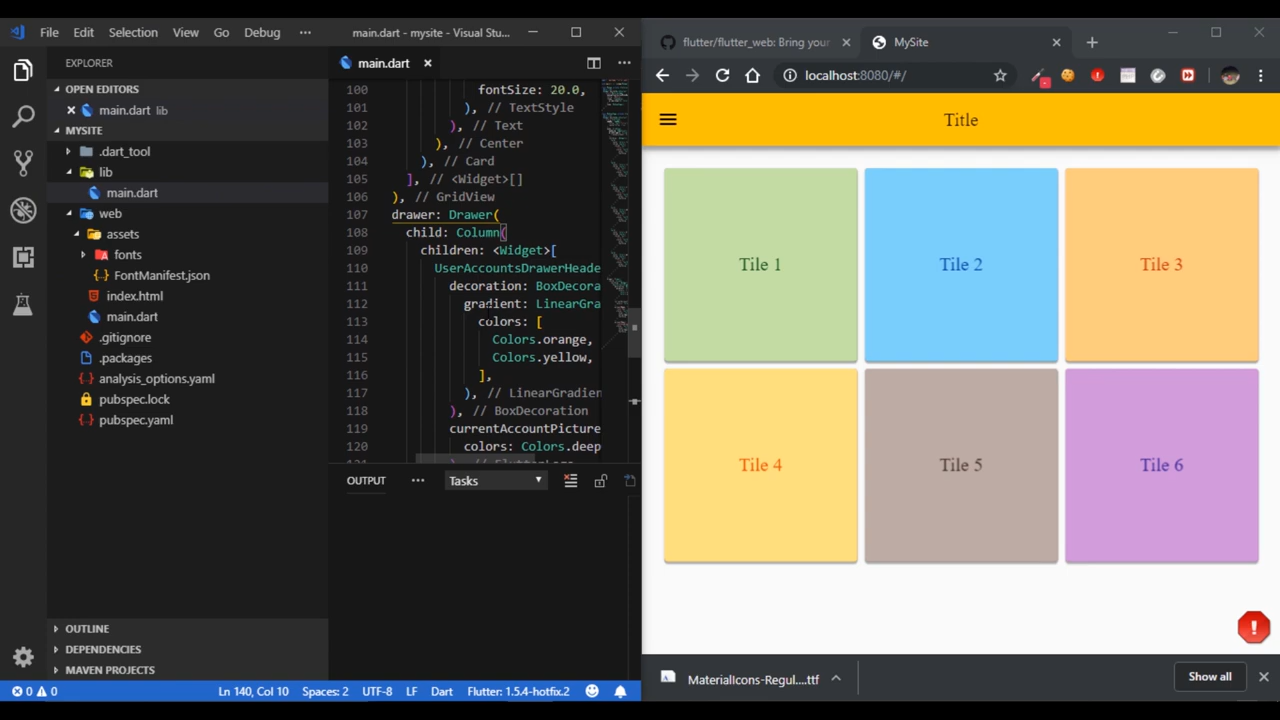 File Edit Selection View Go Debug ··· main.dart - mysite - Visual Stu...
EXPLORER
OPEN EDITORS
main.dart lib
MYSITE
.dart_tool
lib
main.dart
web
assets
fonts
FontManifest.json
index.html
main.dart
.gitignore
.packages
analysis_options.yaml
pubspec.lock
pubspec.yaml
OUTLINE
DEPENDENCIES
MAVEN PROJECTS
main.dart
100 fontSize: 20.0,
101 ), // TextStyle
102 ), // Text
103 ), // Center
104 ), // Card
105 ], // <Widget>[]
106 ), // GridView
107 drawer: Drawer(
108 child: Column(
109 children: <Widget>[
110 UserAccountsDrawerHeade
111 decoration: BoxDecora
112 gradient: LinearGra
113 colors: [
114 Colors.orange,
115 Colors.yellow,
116 ],
117 ), // LinearGradien
118 ), // BoxDecoration
119 currentAccountPicture
120 colors: Colors.deep
OUTPUT ··· Tasks
0 0 Ln 140, Col 10 Spaces: 2 UTF-8 LF Dart Flutter: 1.5.4-hotfix.2
flutter/flutter_web: Bring your
MySite
localhost:8080/#/
Title
Tile 1 Tile 2 Tile 3
Tile 4 Tile 5 Tile 6
MaterialIcons-Regul....ttf
Show all